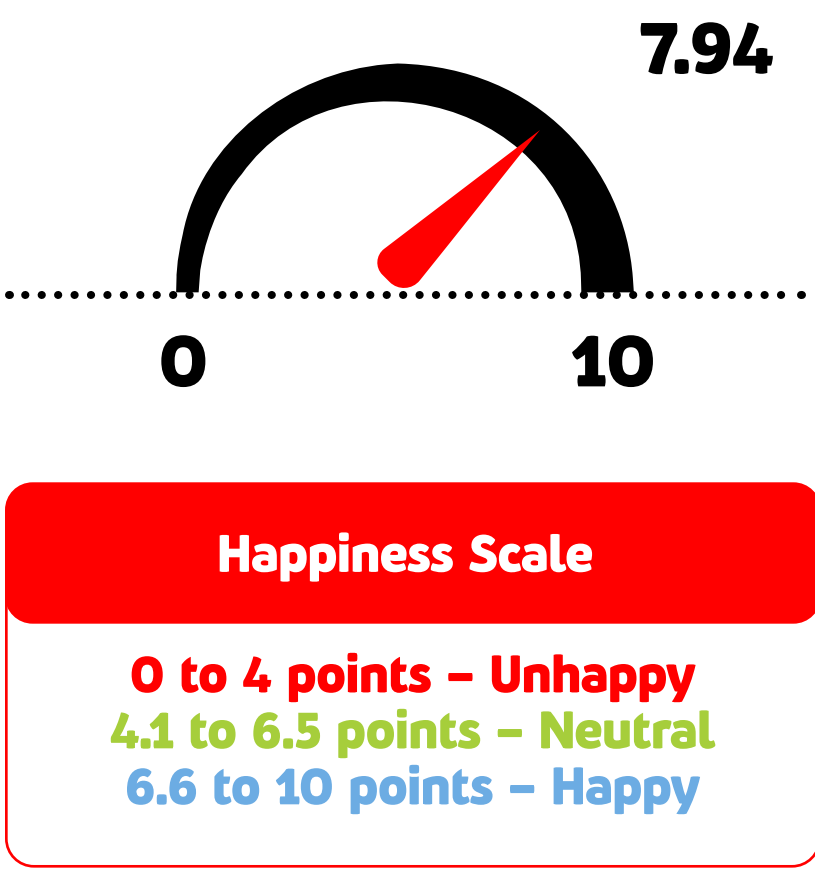 7.94
0
10
Happiness Scale
0 to 4 points – Unhappy
4.1 to 6.5 points – Neutral
6.6 to 10 points – Happy